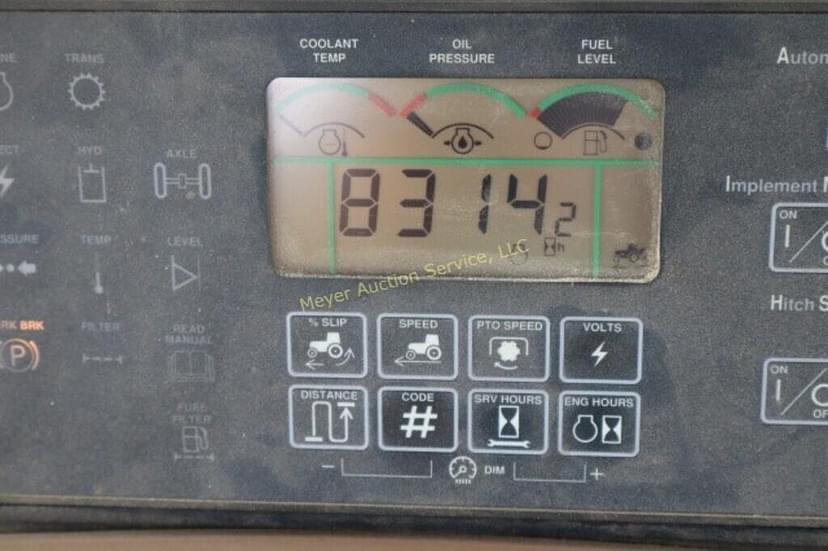 COOLANT TEMP
OIL PRESSURE
FUEL LEVEL
TRANS
HYD
AXLE
TEMP
LEVEL
BRK
P
FILTER
READ MANUAL
FUEL FILTER
83142
h
Meyer Auction Service, LLC
% SLIP
SPEED
PTO SPEED
VOLTS
DISTANCE
CODE
#
SRV HOURS
ENG HOURS
− DIM +
Implement
ON
Hitch
ON